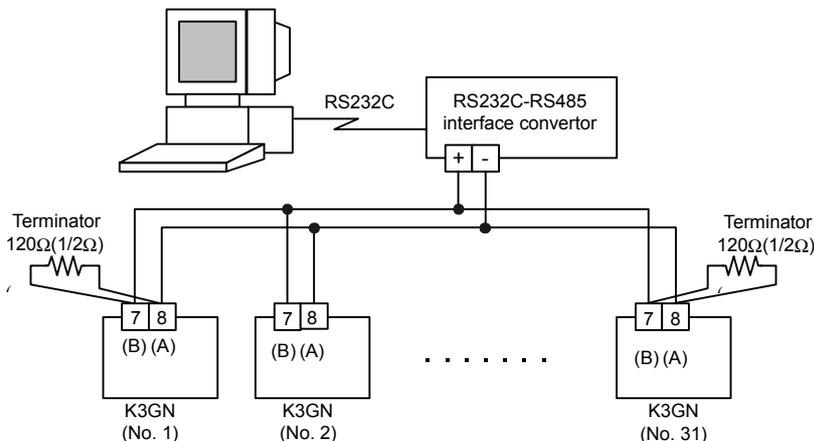 RS232C
RS232C-RS485
interface convertor
+ -
Terminator
120Ω(1/2Ω)
Terminator
120Ω(1/2Ω)
7 8
(B) (A)
7 8
(B) (A)
. . . . . . .
7 8
(B) (A)
K3GN
(No. 1)
K3GN
(No. 2)
K3GN
(No. 31)